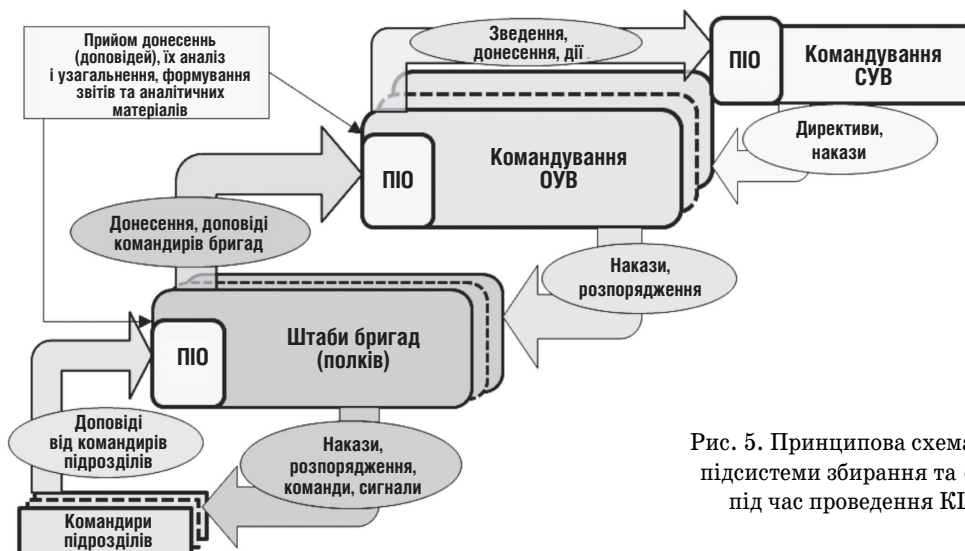 Прийом донесеннь
(доповідей), їх аналіз
і узагальнення, формування
звітів та аналітичних
матеріалів
Зведення,
донесення, дії
ПІО
Командування
СУВ
Директиви,
накази
ПІО
Командування
ОУВ
Донесення, доповіді
командирів бригад
Накази,
розпорядження
ПІО
Штаби бригад
(полків)
Доповіді
від командирів
підрозділів
Накази,
розпорядження,
команди, сигнали
Командири
підрозділів
Рис. 5. Принципова схема
підсистеми збирання та
під час проведення